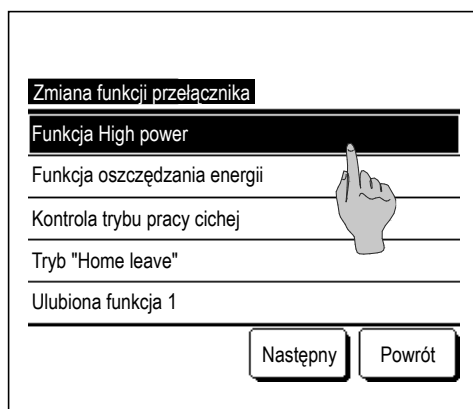 Zmiana funkcji przełącznika
Funkcja High power
Funkcja oszczędzania energii
Kontrola trybu pracy cichej
Tryb "Home leave"
Ulubiona funkcja 1
Następny Powrót